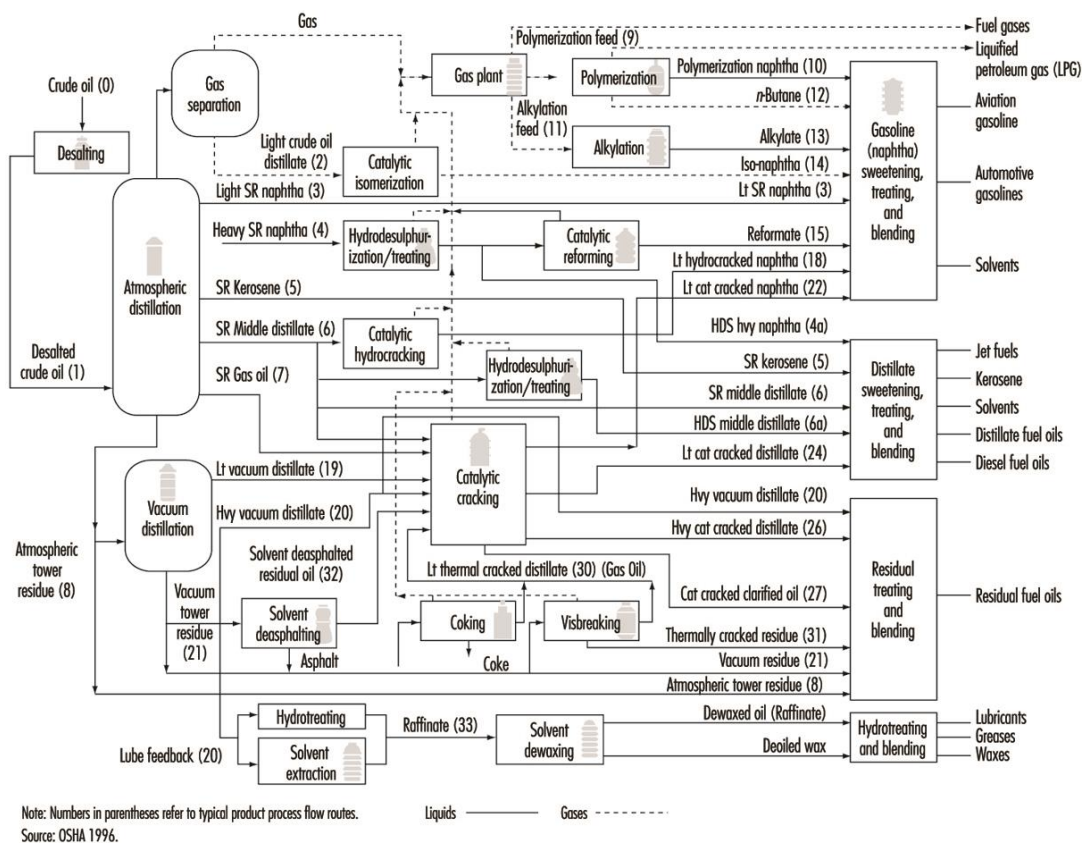 Gas
Fuel gases
Polymerization feed (9)
Liquified
petroleum gas (LPG)
Crude oil (0)
Gas
separation
Gas plant
Polymerization
Polymerization naphtha (10)
n-Butane (12)
Desalting
Alkylation
feed (11)
Alkylation
Alkylate (13)
Gasoline
(naphtha)
sweetening,
treating,
and
blending
Aviation
gasoline
Light crude oil
distillate (2)
Catalytic
isomerization
Iso-naphtha (14)
Automotive
gasolines
Light SR naphtha (3)
Lt SR naphtha (3)
Heavy SR naphtha (4)
Hydrodesulphur-
ization/treating
Catalytic
reforming
Reformate (15)
Solvents
Atmospheric
distillation
Lt hydrocracked naphtha (18)
Lt cat cracked naphtha (22)
SR Kerosene (5)
SR Middle distillate (6)
Catalytic
hydrocracking
HDS hvy naphtha (4a)
Desalted
crude oil (1)
SR Gas oil (7)
Hydrodesulphuri-
zation/treating
SR kerosene (5)
SR middle distillate (6)
HDS middle distillate (6a)
Lt cat cracked distillate (24)
Distillate
sweetening,
treating,
and
blending
Jet fuels
Kerosene
Solvents
Distillate fuel oils
Diesel fuel oils
Lt vacuum distillate (19)
Catalytic
cracking
Vacuum
distillation
Hvy vacuum distillate (20)
Hvy vacuum distillate (20)
Hvy cat cracked distillate (26)
Atmospheric
tower
residue (8)
Solvent deasphalted
residual oil (32)
Lt thermal cracked distillate (30) (Gas Oil)
Residual
treating
and
blending
Residual fuel oils
Vacuum
tower
residue
(21)
Solvent
deasphalting
Coking
Visbreaking
Cat cracked clarified oil (27)
Thermally cracked residue (31)
Asphalt
Coke
Vacuum residue (21)
Atmospheric tower residue (8)
Hydrotreating
Raffinate (33)
Solvent
dewaxing
Dewaxed oil (Raffinate)
Hydrotreating
and blending
Lubricants
Greases
Waxes
Lube feedback (20)
Solvent
extraction
Deoiled wax
Note: Numbers in parentheses refer to typical product process flow routes.
Liquids
Gases
Source: OSHA 1996.